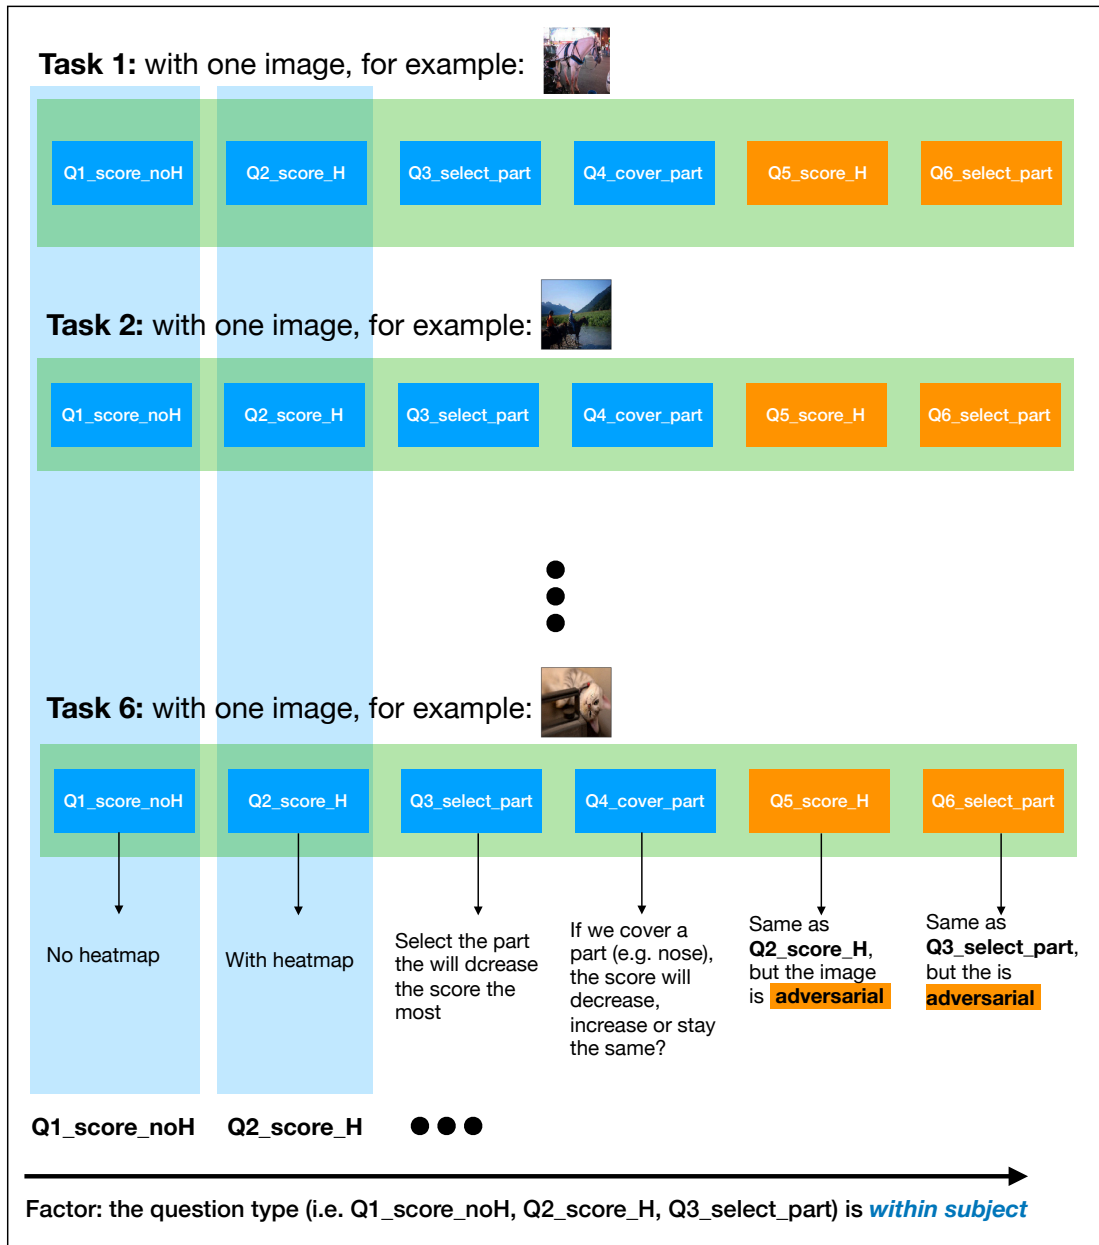 Task 1: with one image, for example:
Q1_score_noH
Q2_score_H
Q3_select_part
Q4_cover_part
Q5_score_H
Q6_select_part
Task 2: with one image, for example:
Q1_score_noH
Q2_score_H
Q3_select_part
Q4_cover_part
Q5_score_H
Q6_select_part
Task 6: with one image, for example:
Q1_score_noH
Q2_score_H
Q3_select_part
Q4_cover_part
Q5_score_H
Q6_select_part
No heatmap
With heatmap
Select the part
the will dcrease
the score the
most
If we cover a
part (e.g. nose),
the score will
decrease,
increase or stay
the same?
Same as
Q2_score_H,
but the image
is adversarial
Same as
Q3_select_part,
but the is
adversarial
Q1_score_noH
Q2_score_H
Factor: the question type (i.e. Q1_score_noH, Q2_score_H, Q3_select_part) is within subject